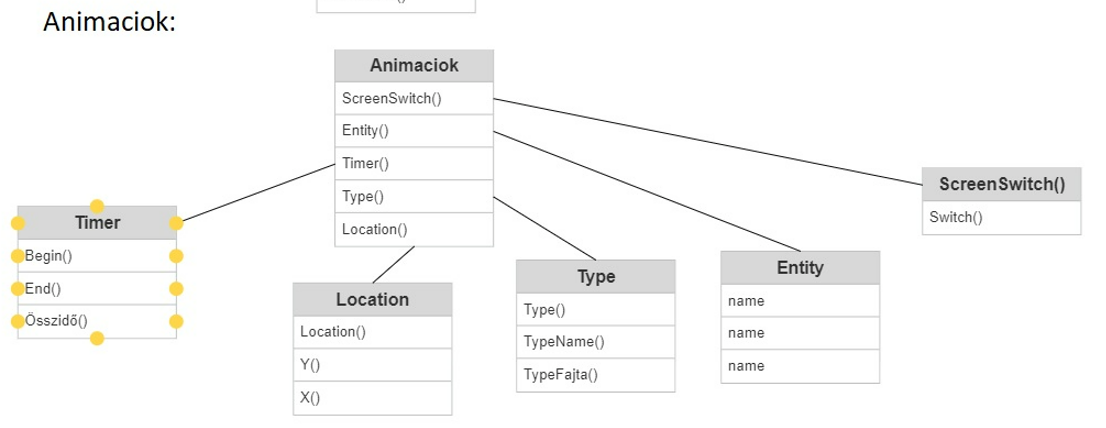 Animaciok:
Animaciok
ScreenSwitch()
Entity()
Timer()
Type()
Location()
Timer
Begin()
End()
Összidő()
Location
Location()
Y()
X()
Type
Type()
TypeName()
TypeFajta()
Entity
name
name
name
ScreenSwitch()
Switch()